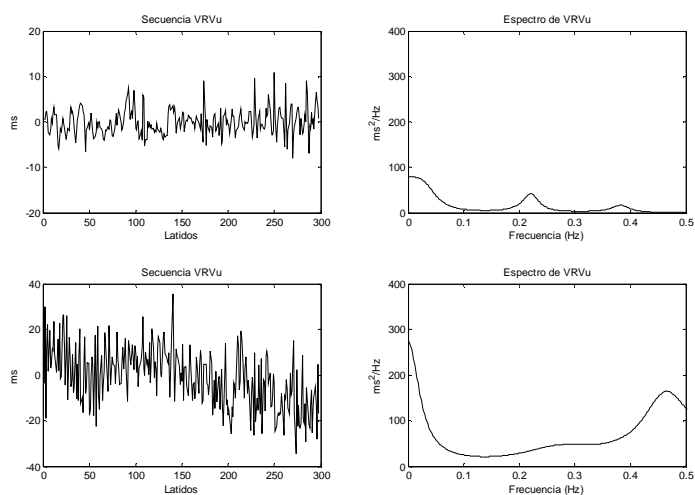 Secuencia VRVu
20
10
0
-10
-20
ms
0 50 100 150 200 250 300
Latidos
Espectro de VRVu
400
300
200
100
0
ms²/Hz
0 0.1 0.2 0.3 0.4 0.5
Frecuencia (Hz)
Secuencia VRVu
40
20
0
-20
-40
ms
0 50 100 150 200 250 300
Latidos
Espectro de VRVu
400
300
200
100
0
ms²/Hz
0 0.1 0.2 0.3 0.4 0.5
Frecuencia (Hz)